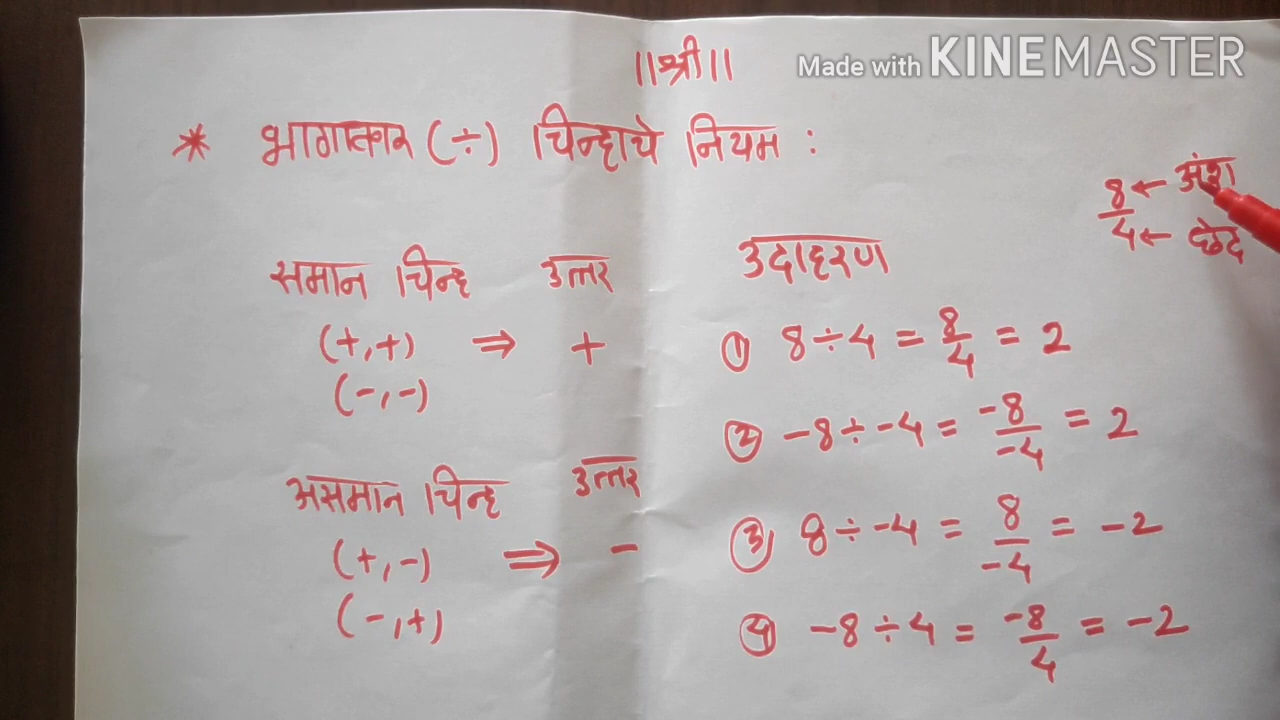 ॥श्री॥
Made with KINEMASTER
* भागाकार (÷) चिन्हाचे नियम :
8/4 ← अंश
← छेद
समान चिन्ह उत्तर
(+,+) ⇒ +
(-,-)
असमान चिन्ह उत्तर
(+,-) ⇒ -
(-,+)
उदाहरण
① 8÷4 = 8/4 = 2
② -8÷-4 = -8/-4 = 2
③ 8÷-4 = 8/-4 = -2
④ -8÷4 = -8/4 = -2